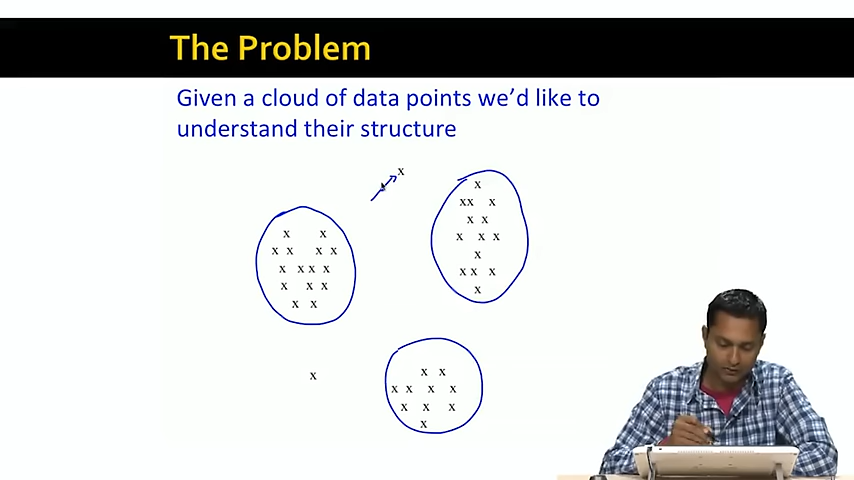 The Problem
Given a cloud of data points we'd like to
understand their structure
x
x
x x x
x x
x x
x x x x
x x x
x x x x
x
x x x
x x x
x x
x
x
x x
x x x x
x x x
x